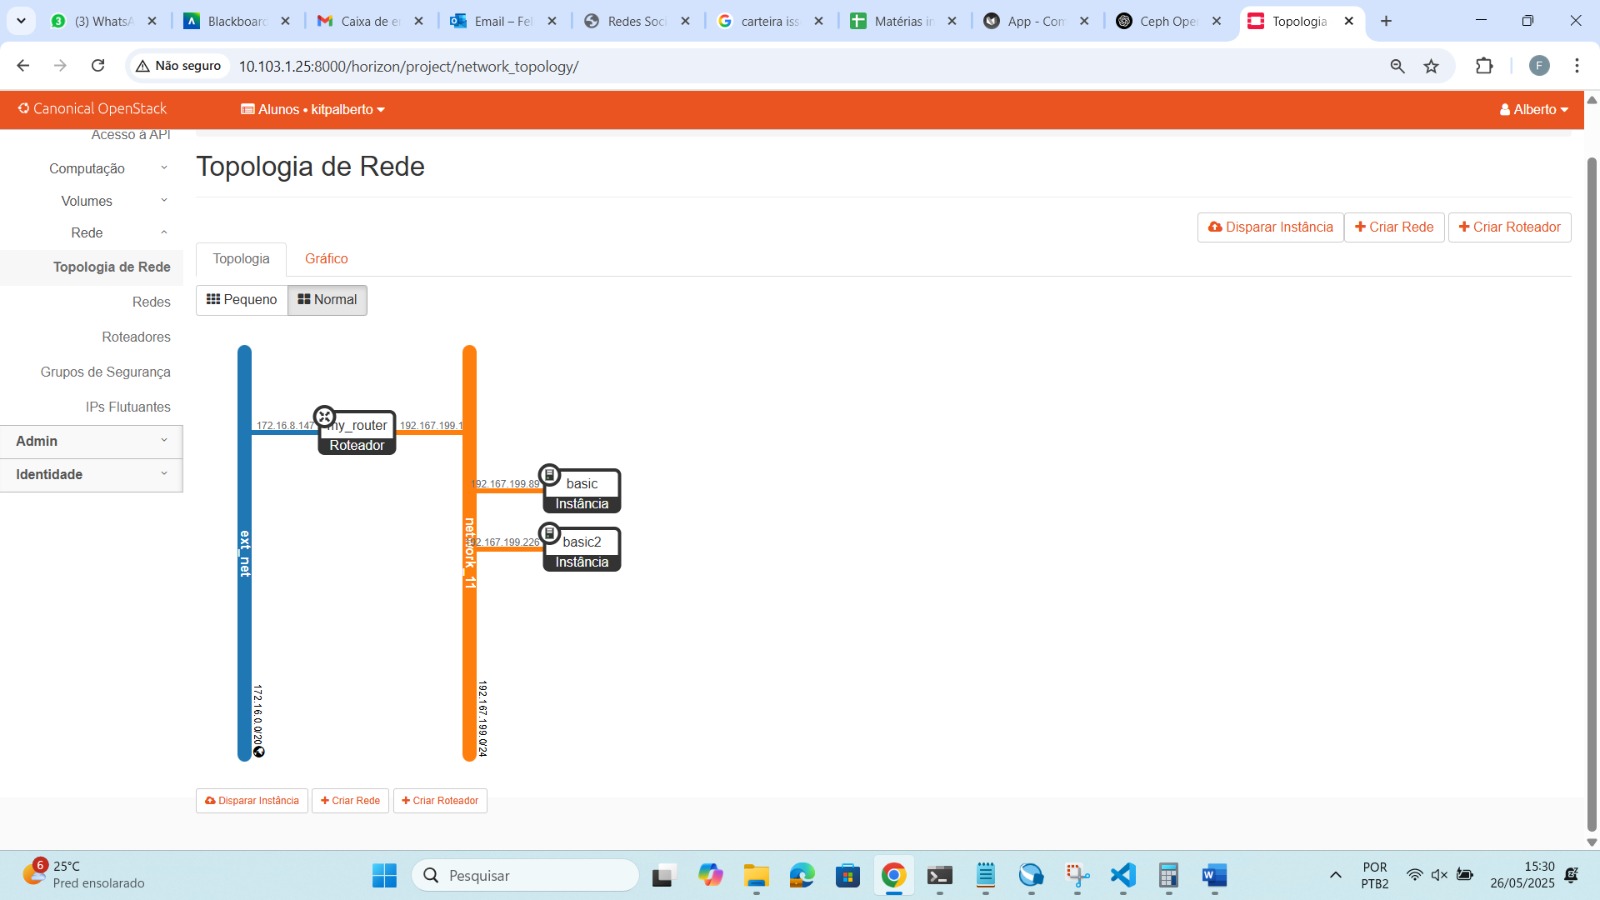 (3) WhatsA
Blackboard
Caixa de e
Email – Fel
Redes Soci
carteira iss
Matérias in
App - Com
Ceph Ope
Topologia
Não seguro
10.103.1.25:8000/horizon/project/network_topology/
F
Canonical OpenStack
Alunos • kitpalberto
Alberto
Acesso à API
Computação
Volumes
Rede
Topologia de Rede
Redes
Roteadores
Grupos de Segurança
IPs Flutuantes
Admin
Identidade
Topologia de Rede
Disparar Instância
Criar Rede
Criar Roteador
Topologia
Gráfico
Pequeno
Normal
172.16.8.147
my_router
Roteador
192.167.199.1
192.167.199.89
basic
Instância
192.167.199.226
basic2
Instância
ext_net
172.16.0.0/20
network_11
192.167.199.0/24
Disparar Instância
Criar Rede
Criar Roteador
6
25°C
Pred ensolarado
Pesquisar
POR
PTB2
15:30
26/05/2025